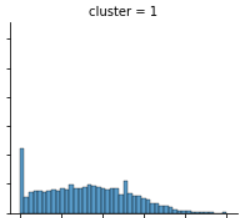 cluster = 1